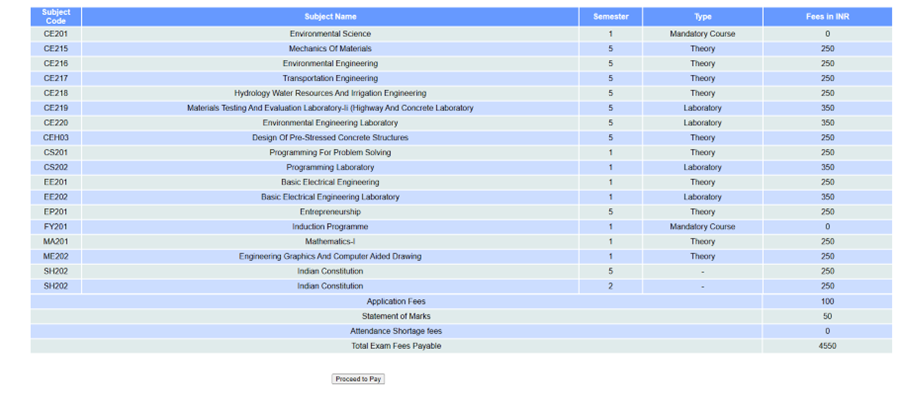 Subject Code Subject Name Semester Type Fees in INR
CE201 Environmental Science 1 Mandatory Course 0
CE215 Mechanics Of Materials 5 Theory 250
CE216 Environmental Engineering 5 Theory 250
CE217 Transportation Engineering 5 Theory 250
CE218 Hydrology Water Resources And Irrigation Engineering 5 Theory 250
CE219 Materials Testing And Evaluation Laboratory-Ii (Highway And Concrete Laboratory 5 Laboratory 350
CE220 Environmental Engineering Laboratory 5 Laboratory 350
CEH03 Design Of Pre-Stressed Concrete Structures 5 Theory 250
CS201 Programming For Problem Solving 1 Theory 250
CS202 Programming Laboratory 1 Laboratory 350
EE201 Basic Electrical Engineering 1 Theory 250
EE202 Basic Electrical Engineering Laboratory 1 Laboratory 350
EP201 Entrepreneurship 5 Theory 250
FY201 Induction Programme 1 Mandatory Course 0
MA201 Mathematics-I 1 Theory 250
ME202 Engineering Graphics And Computer Aided Drawing 1 Theory 250
SH202 Indian Constitution 5 - 250
SH202 Indian Constitution 2 - 250
Application Fees 100
Statement of Marks 50
Attendance Shortage fees 0
Total Exam Fees Payable 4550
Proceed to Pay